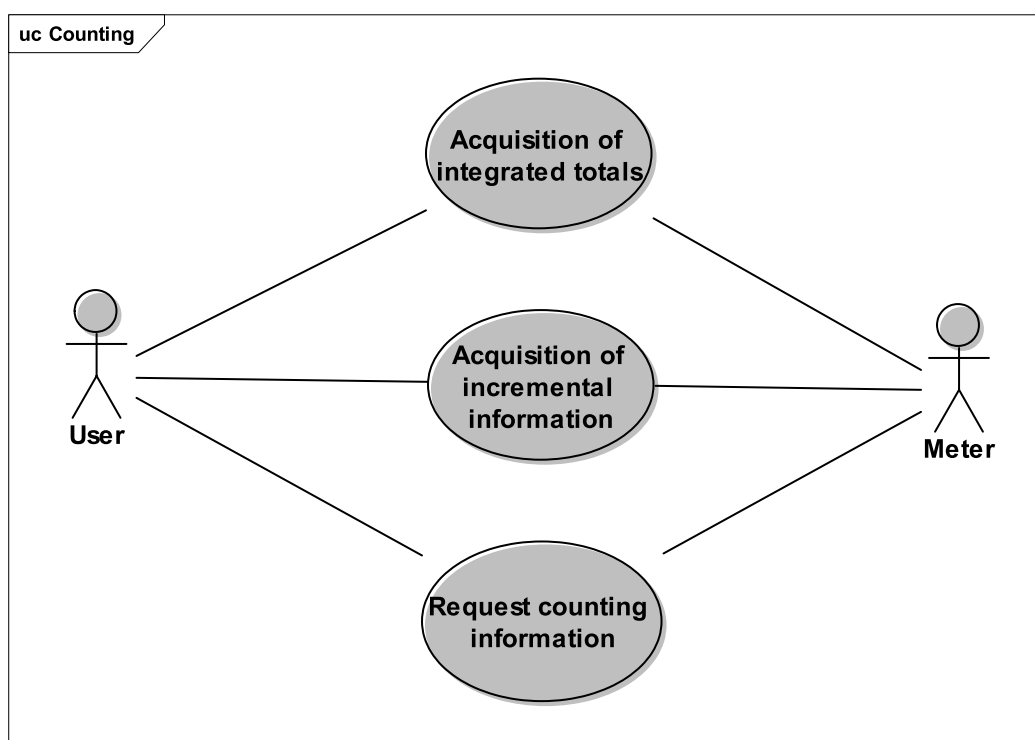 uc Counting
Acquisition of
integrated totals
Acquisition of
incremental
information
User
Meter
Request counting
information